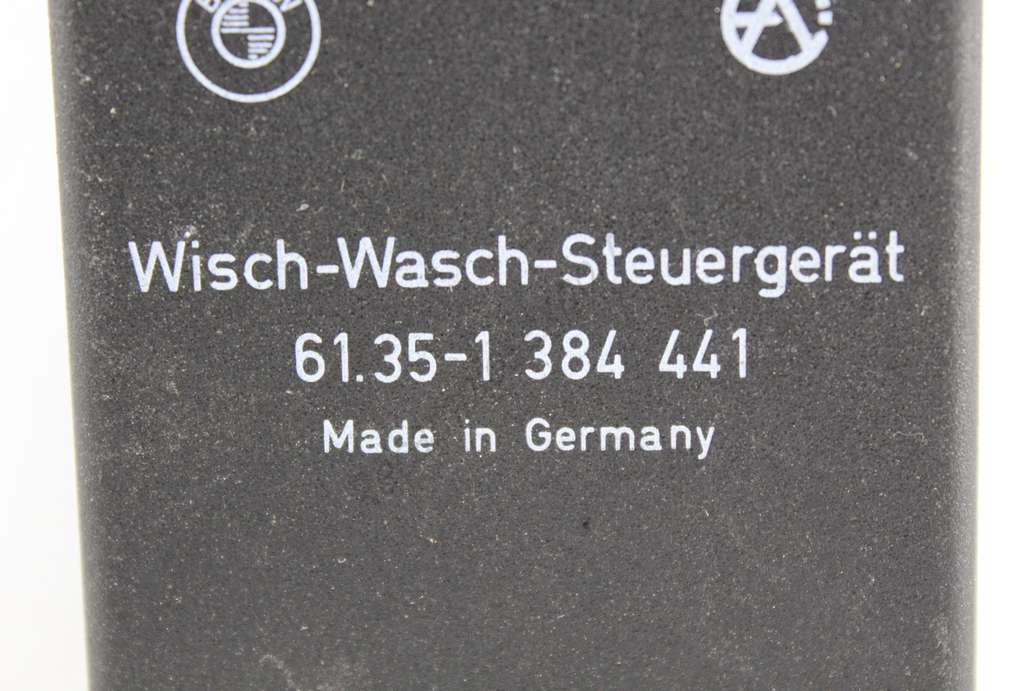 Wisch-Wasch-Steuergerät
61.35-1 384 441
Made in Germany